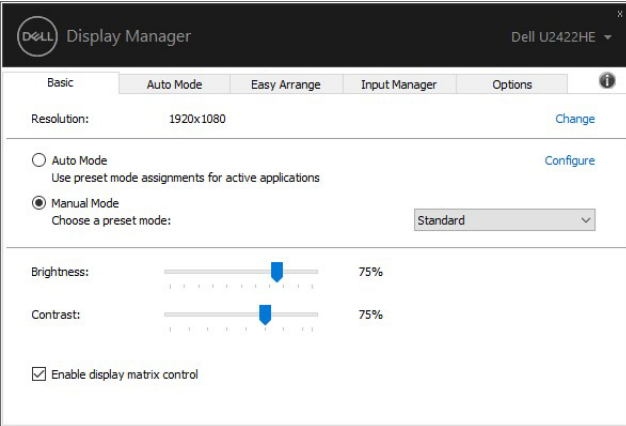 x
DELL Display Manager
Dell U2422HE
Basic Auto Mode Easy Arrange Input Manager Options
Resolution: 1920x1080 Change
Auto Mode Configure
Use preset mode assignments for active applications
Manual Mode
Choose a preset mode: Standard
Brightness: 75%
Contrast: 75%
Enable display matrix control